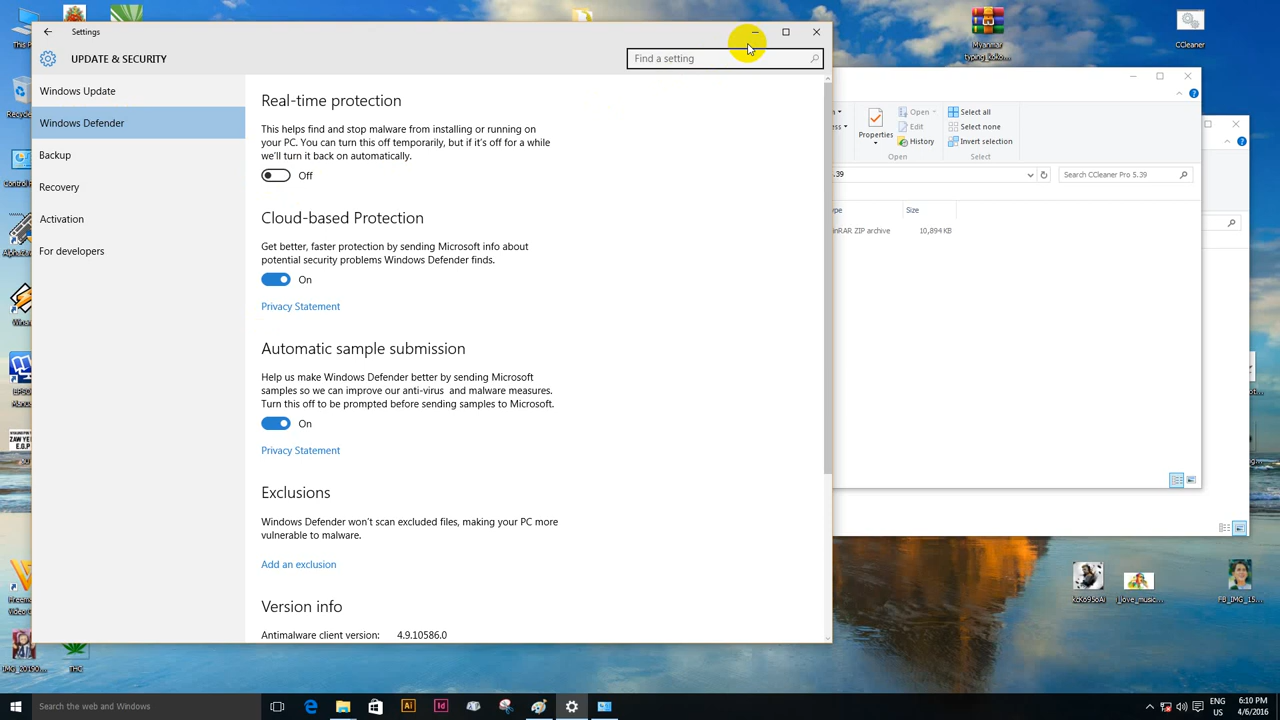 Settings
UPDATE & SECURITY
Find a setting
Windows Update
Windows Defender
Backup
Recovery
Activation
For developers
Real-time protection
This helps find and stop malware from installing or running on
your PC. You can turn this off temporarily, but if it's off for a while
we'll turn it back on automatically.
Off
Cloud-based Protection
Get better, faster protection by sending Microsoft info about
potential security problems Windows Defender finds.
On
Privacy Statement
Automatic sample submission
Help us make Windows Defender better by sending Microsoft
samples so we can improve our anti-virus and malware measures.
Turn this off to be prompted before sending samples to Microsoft.
On
Privacy Statement
Exclusions
Windows Defender won't scan excluded files, making your PC more
vulnerable to malware.
Add an exclusion
Version info
Antimalware client version: 4.9.10586.0
Myanmar
typing_koko...
CCleaner
Properties
Open
Edit
History
Open
Select all
Select none
Invert selection
Select
.39
Search CCleaner Pro 5.39
Size
ZIP archive
10,894 KB
i_love_music...
FB_IMG_15...
IMG_20190...
THC
Search the web and Windows
ENG
US
6:10 PM
4/6/2016